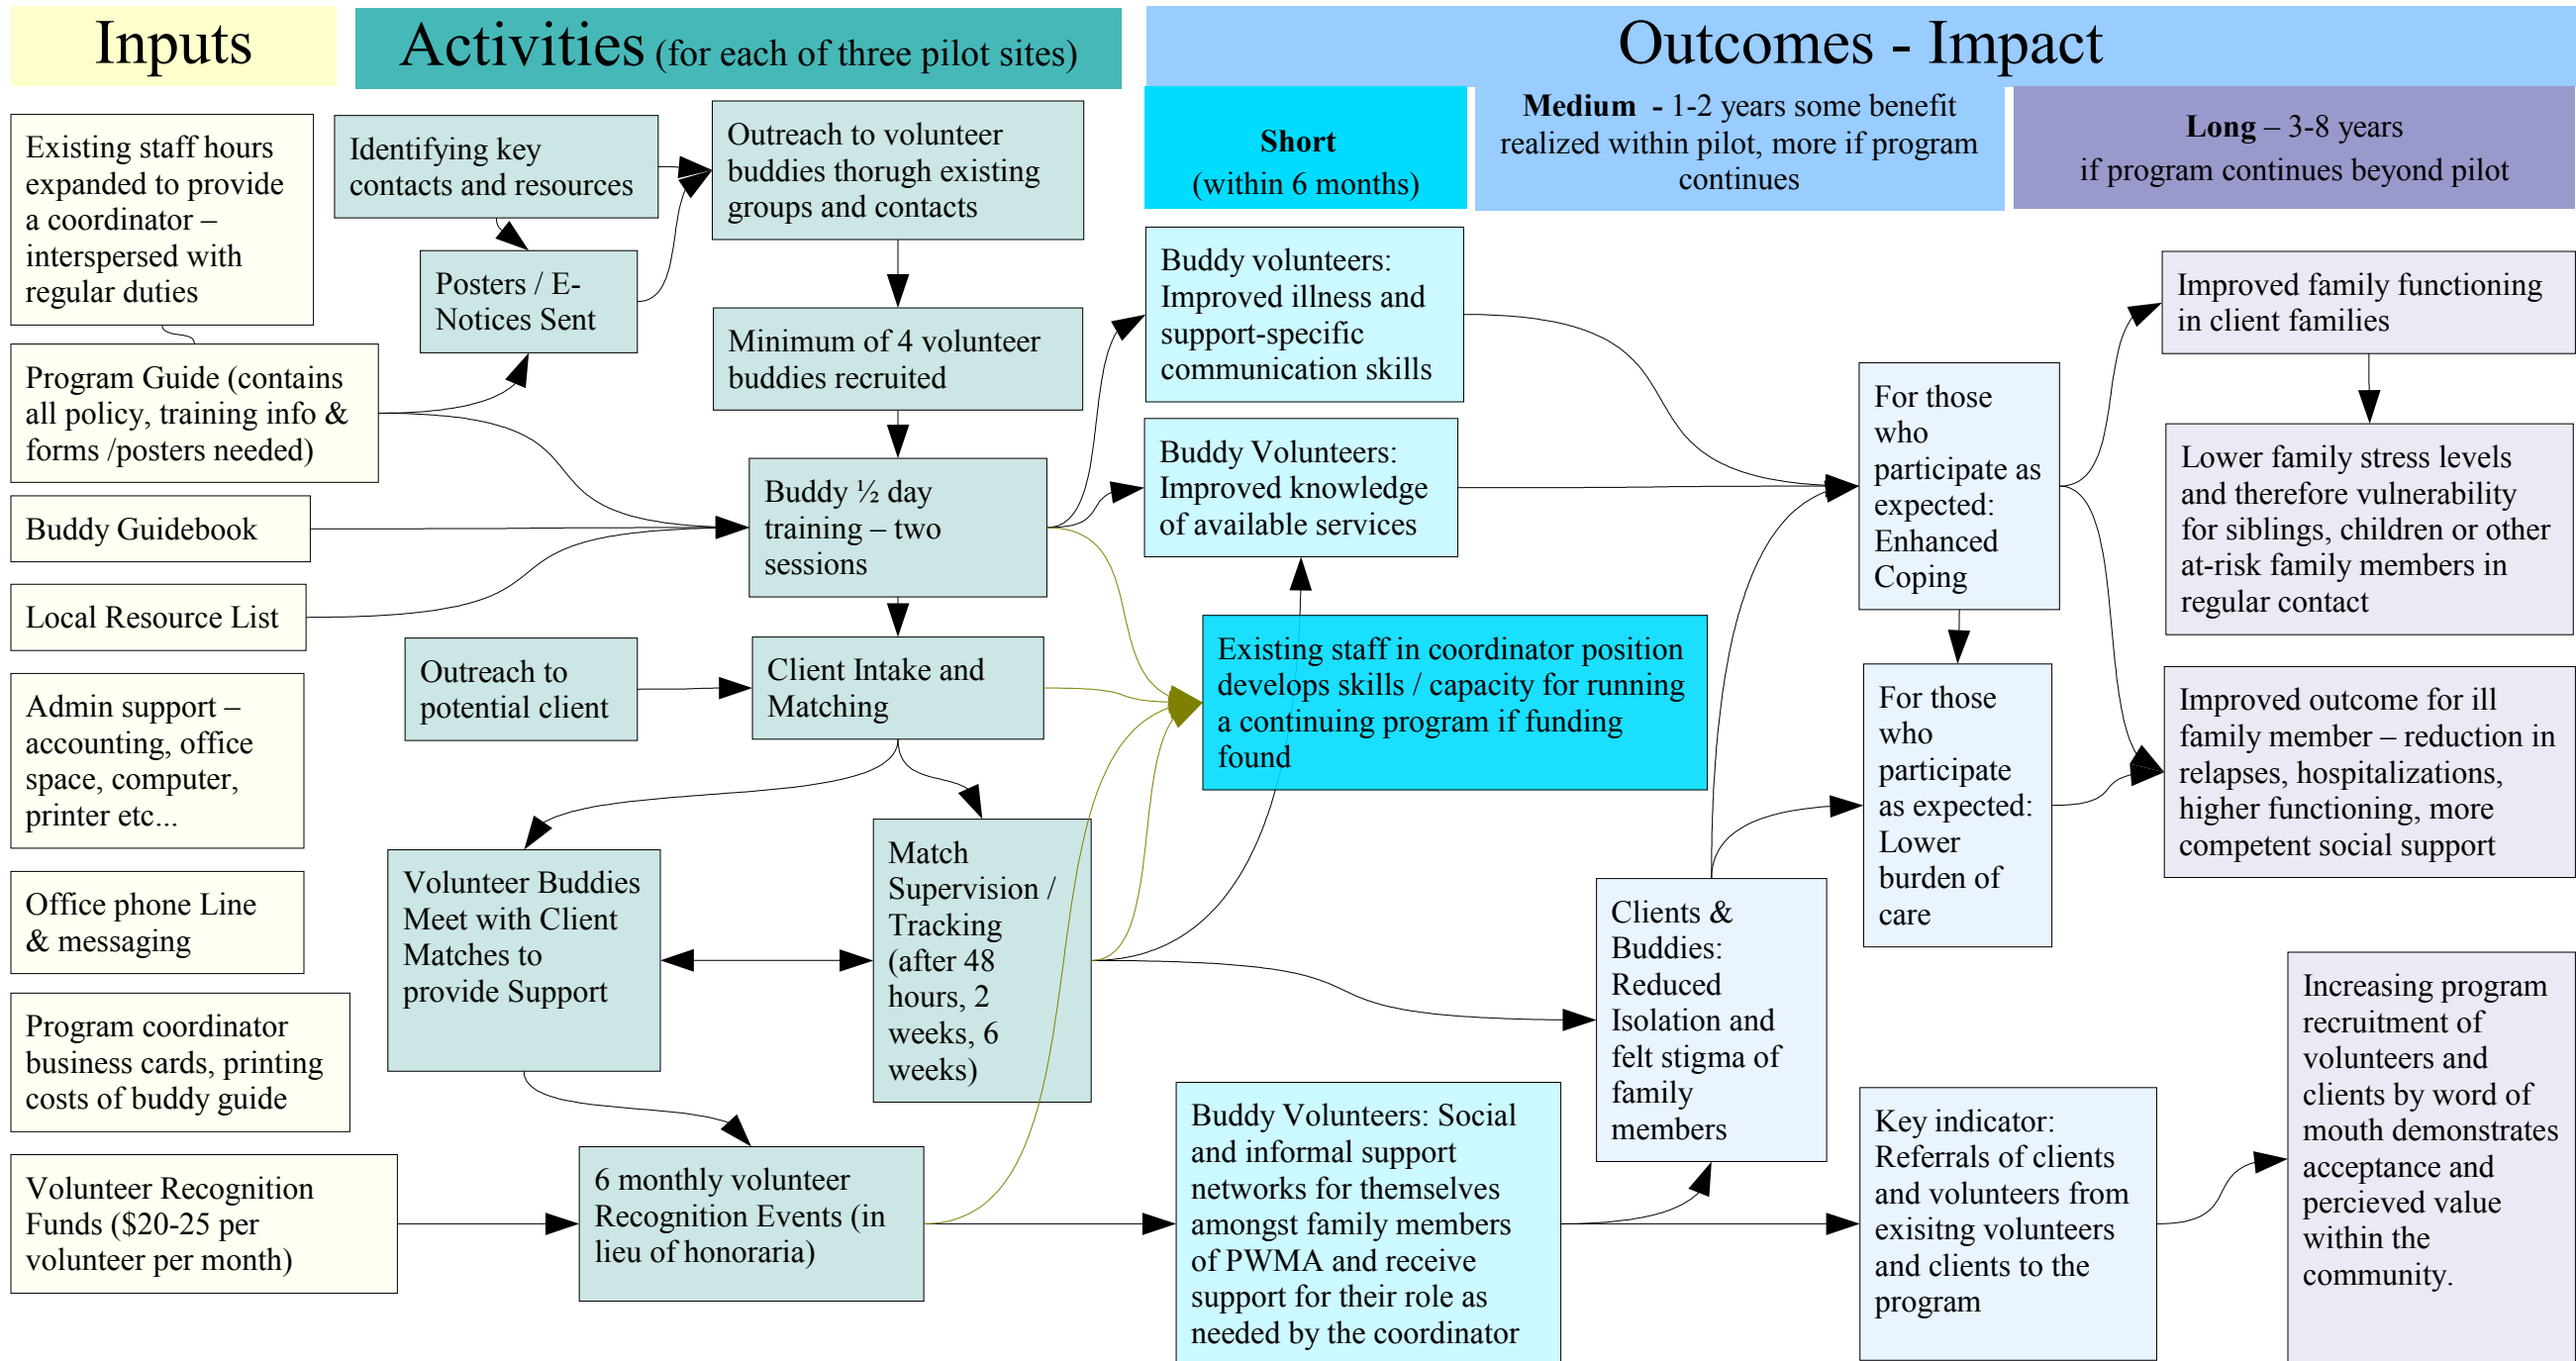 Inputs
Activities (for each of three pilot sites)
Outcomes - Impact
Short
(within 6 months)
Medium - 1-2 years some benefit
realized within pilot, more if program
continues
Long – 3-8 years
if program continues beyond pilot
Existing staff hours
expanded to provide
a coordinator –
interspersed with
regular duties
Program Guide (contains
all policy, training info &
forms /posters needed)
Buddy Guidebook
Local Resource List
Admin support –
accounting, office
space, computer,
printer etc...
Office phone Line
& messaging
Program coordinator
business cards, printing
costs of buddy guide
Volunteer Recognition
Funds ($20-25 per
volunteer per month)
Identifying key
contacts and resources
Posters / E-
Notices Sent
Outreach to volunteer
buddies thorugh existing
groups and contacts
Minimum of 4 volunteer
buddies recruited
Buddy ½ day
training – two
sessions
Outreach to
potential client
Client Intake and
Matching
Volunteer Buddies
Meet with Client
Matches to
provide Support
Match
Supervision /
Tracking
(after 48
hours, 2
weeks, 6
weeks)
6 monthly volunteer
Recognition Events (in
lieu of honoraria)
Buddy volunteers:
Improved illness and
support-specific
communication skills
Buddy Volunteers:
Improved knowledge
of available services
Existing staff in coordinator position
develops skills / capacity for running
a continuing program if funding
found
Buddy Volunteers: Social
and informal support
networks for themselves
amongst family members
of PWMA and receive
support for their role as
needed by the coordinator
Clients &
Buddies:
Reduced
Isolation and
felt stigma of
family
members
For those
who
participate as
expected:
Enhanced
Coping
For those
who
participate
as expected:
Lower
burden of
care
Key indicator:
Referrals of clients
and volunteers from
exisitng volunteers
and clients to the
program
Improved family functioning
in client families
Lower family stress levels
and therefore vulnerability
for siblings, children or other
at-risk family members in
regular contact
Improved outcome for ill
family member – reduction in
relapses, hospitalizations,
higher functioning, more
competent social support
Increasing program
recruitment of
volunteers and
clients by word of
mouth demonstrates
acceptance and
percieved value
within the
community.